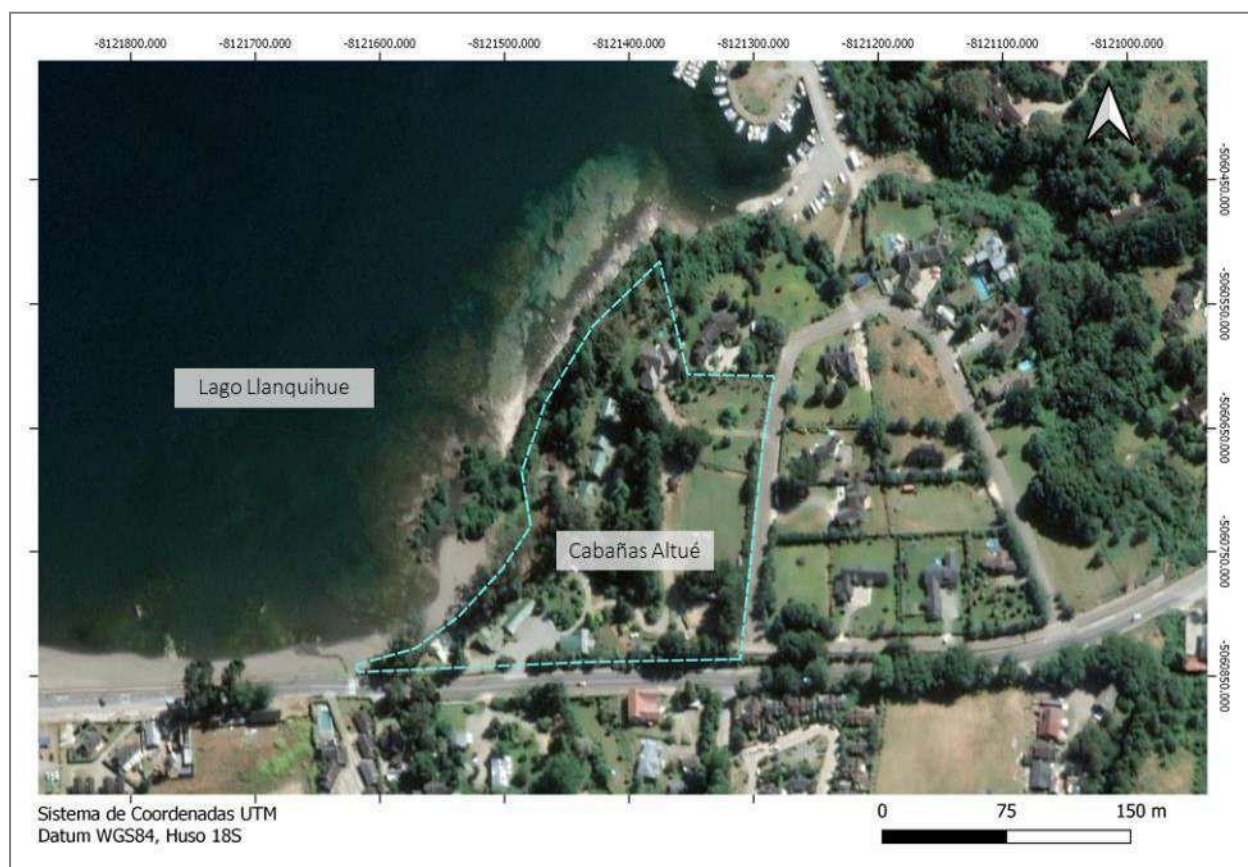 -8121800.000 -8121700.000 -8121600.000 -8121500.000 -8121400.000 -8121300.000 -8121200.000 -8121100.000 -8121000.000
-5060450.000
-5060550.000
Lago Llanquihue
-5060650.000
Cabañas Altué
-5060750.000
-5060850.000
Sistema de Coordenadas UTM
Datum WGS84, Huso 18S
0 75 150 m